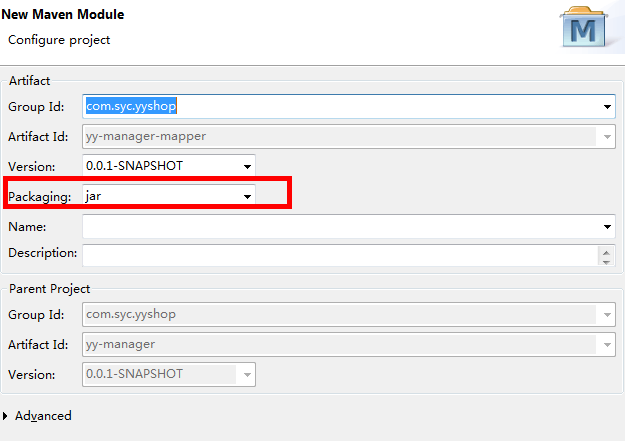 New Maven Module
Configure project
M
Artifact
Group Id: com.syc.yyshop
Artifact Id: yy-manager-mapper
Version: 0.0.1-SNAPSHOT
Packaging: jar
Name:
Description:
Parent Project
Group Id: com.syc.yyshop
Artifact Id: yy-manager
Version: 0.0.1-SNAPSHOT
Advanced